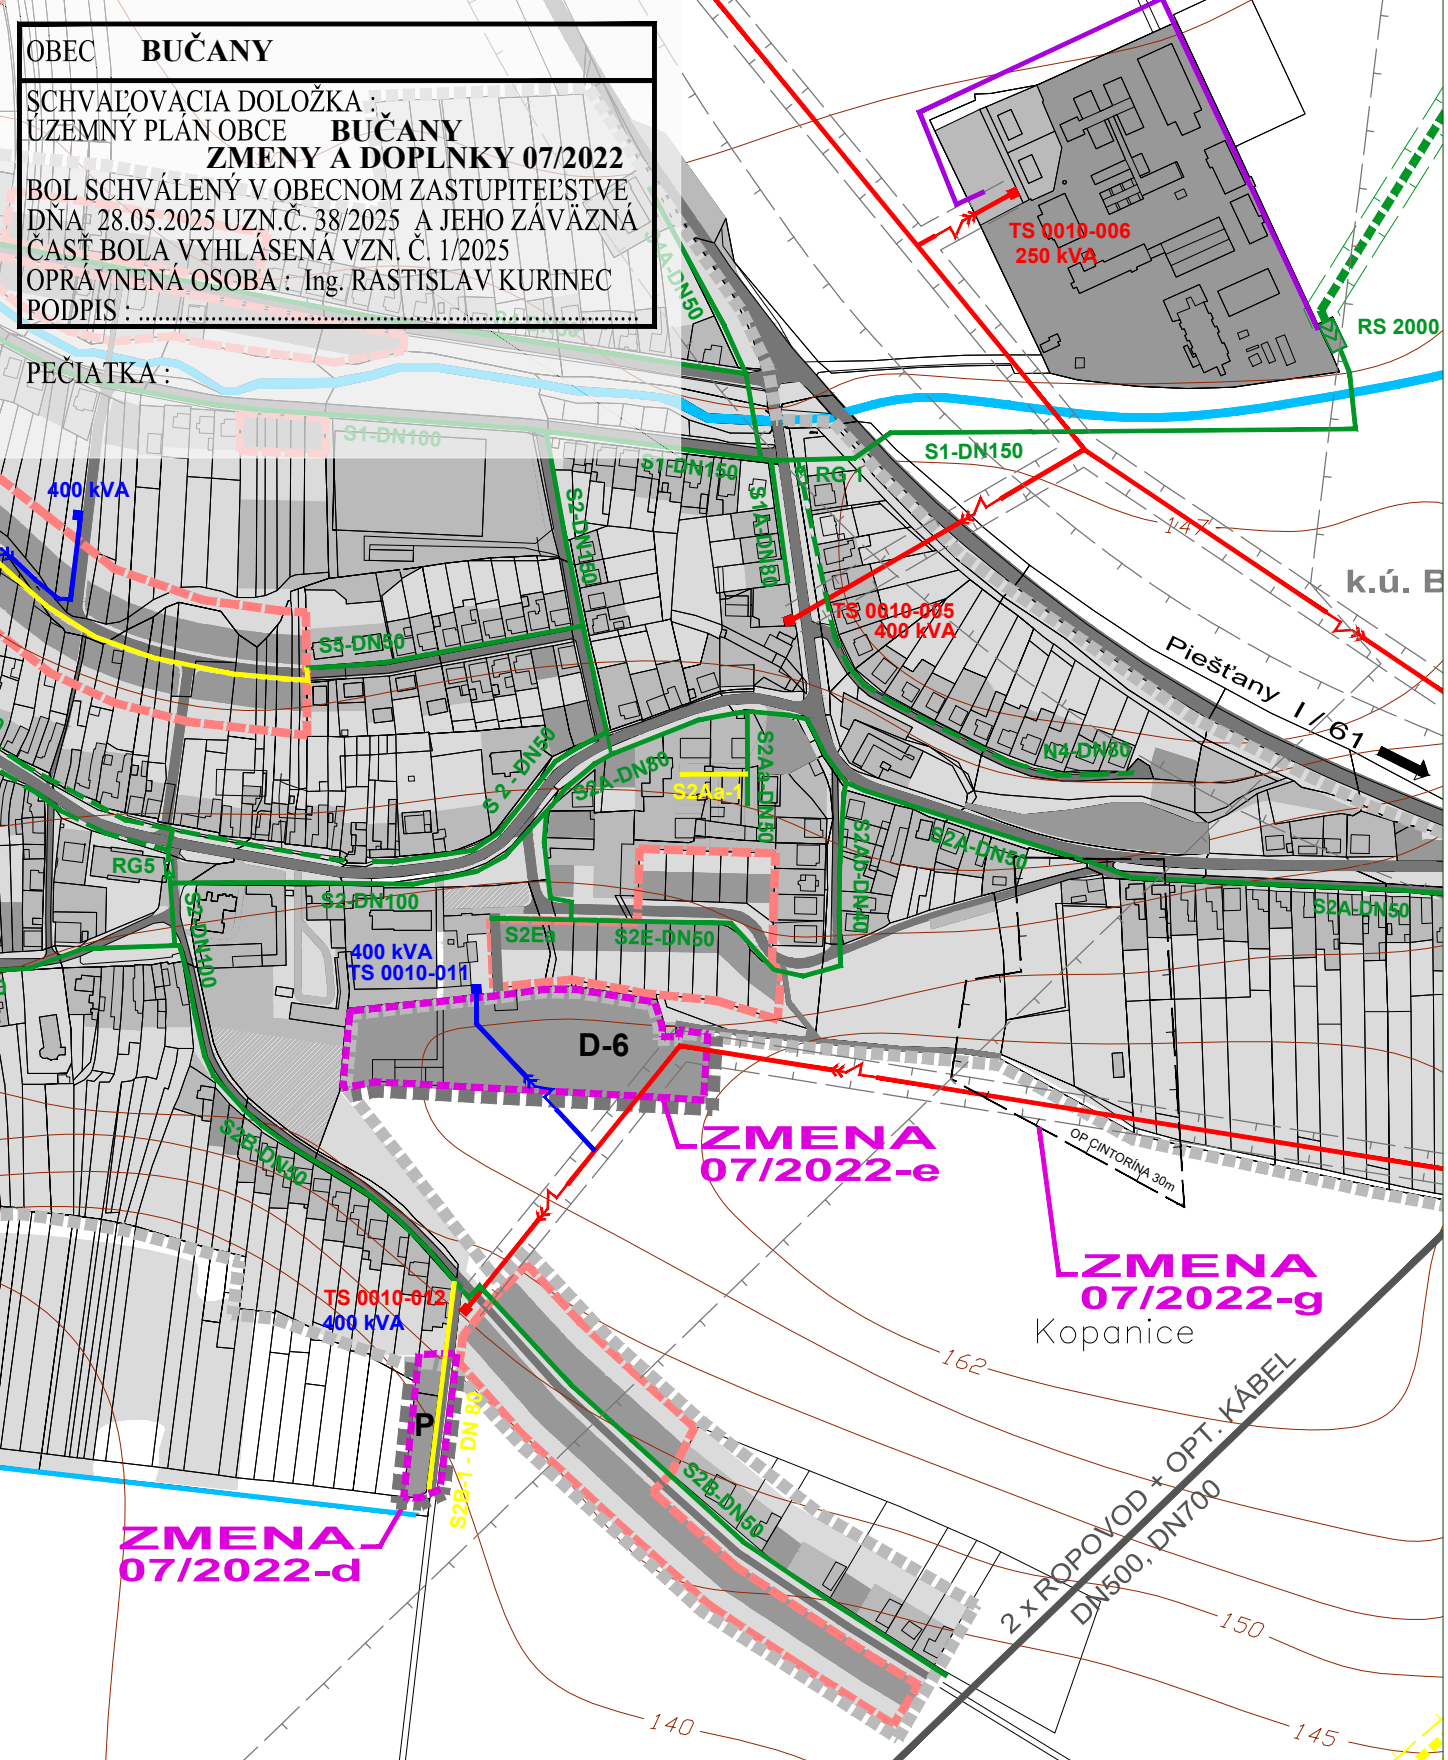 OBEC BUČANY
SCHVAĽOVACIA DOLOŽKA :
ÚZEMNÝ PLÁN OBCE BUČANY
ZMENY A DOPLNKY 07/2022
BOL SCHVÁLENÝ V OBECNOM ZASTUPITEĽSTVE
DŇA 28.05.2025 UZN.Č. 38/2025 A JEHO ZÁVÄZNÁ
ČASŤ BOLA VYHLÁSENÁ VZN. Č. 1/2025
OPRÁVNENÁ OSOBA : Ing. RASTISLAV KURINEC
PODPIS : ..........................................................................
PEČIATKA :
TS 0010-006
250 kVA
RS 2000
S1-DN100
S1-DN150
RG 1
S1-DN150
400 kVA
S2-DN150
S1A-DN80
147
k.ú. B
TS 0010-005
400 kVA
S5-DN50
Piešťany I / 61
S 2 - DN50
S2A-DN80
S2Aa-DN50
S2Aa-1
N4-DN80
S2Ab-DN40
S2A-DN50
RG5
S2-DN100
S2-DN100
S2A-DN50
S2Ea
S2E-DN50
400 kVA
TS 0010-011
D-6
S2B-DN50
ZMENA
07/2022-e
OP CINTORÍNA 30m
ZMENA
07/2022-g
Kopanice
TS 0010-012
400 kVA
162
P
S2B-1 - DN 80
S2B-DN50
ZMENA
07/2022-d
2 x ROPOVOD + OPT. KÁBEL
DN500, DN700
150
140
145